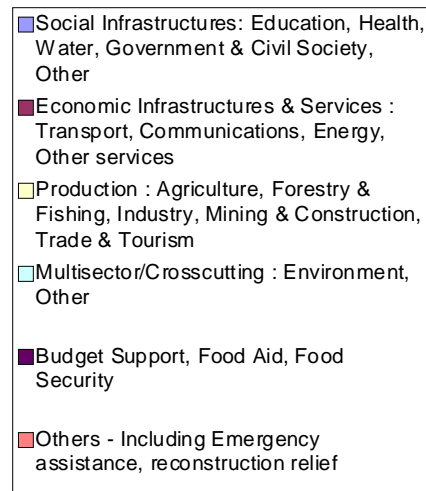 Social Infrastructures: Education, Health,
Water, Government & Civil Society,
Other
Economic Infrastructures & Services :
Transport, Communications, Energy,
Other services
Production : Agriculture, Forestry &
Fishing, Industry, Mining & Construction,
Trade & Tourism
Multisector/Crosscutting : Environment,
Other
Budget Support, Food Aid, Food
Security
Others - Including Emergency
assistance, reconstruction relief